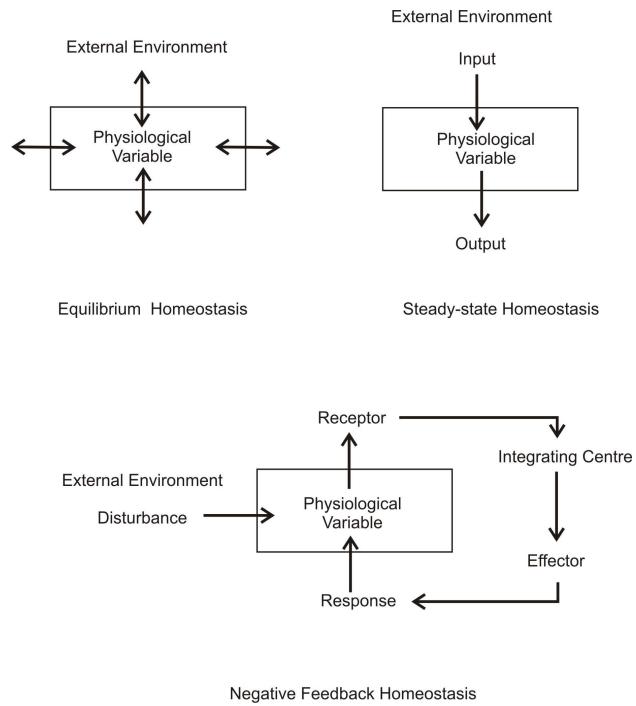 External Environment
Physiological
Variable
Equilibrium Homeostasis
External Environment
Input
Physiological
Variable
Output
Steady-state Homeostasis
Receptor
Integrating Centre
External Environment
Disturbance
Physiological
Variable
Effector
Response
Negative Feedback Homeostasis